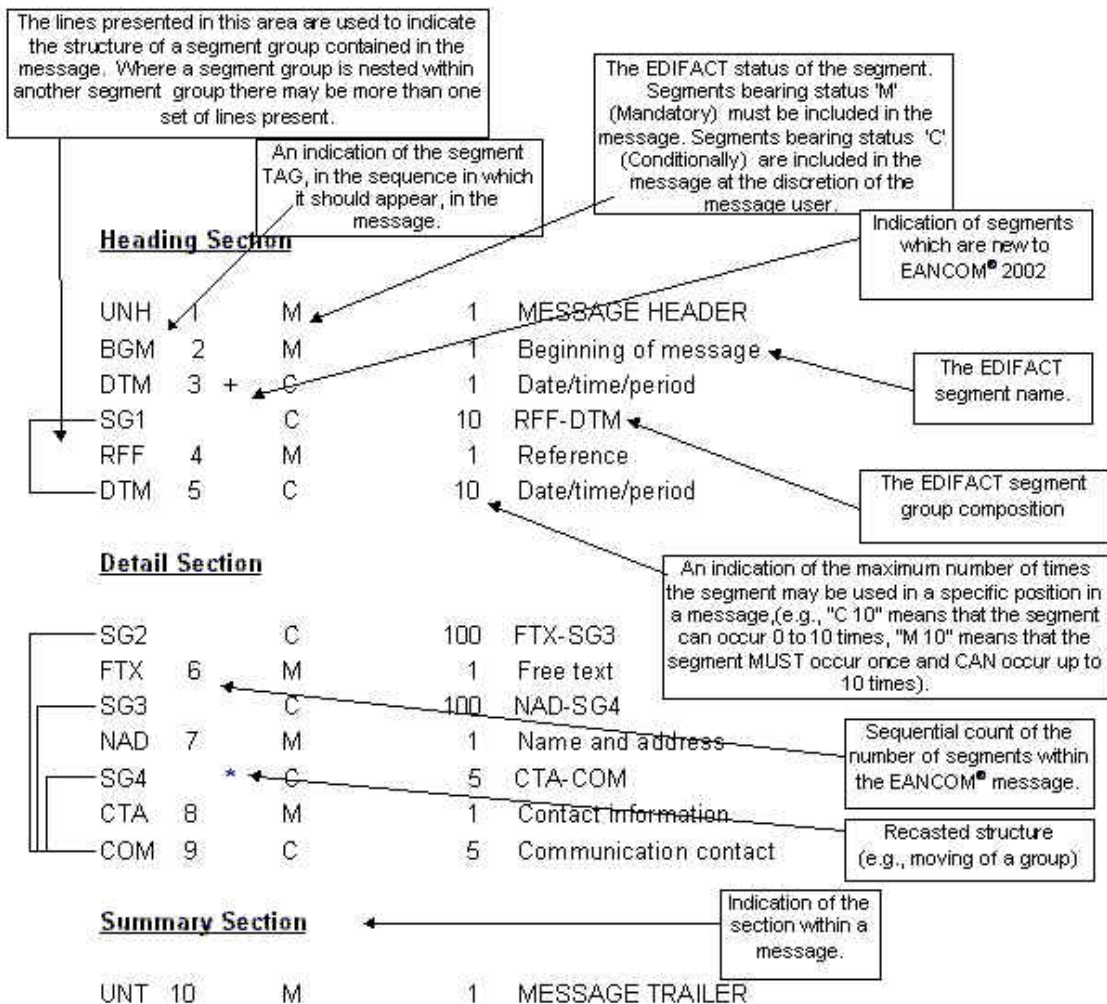 The lines presented in this area are used to indicate
the structure of a segment group contained in the
message. Where a segment group is nested within
another segment group there may be more than one
set of lines present.
The EDIFACT status of the segment.
Segments bearing status 'M'
(Mandatory) must be included in the
message. Segments bearing status 'C'
(Conditionally) are included in the
message at the discretion of the
message user.
An indication of the segment
TAG, in the sequence in which
it should appear, in the
message.
Indication of segments
which are new to
EANCOM® 2002
Heading Section
UNH 1 M 1 MESSAGE HEADER
BGM 2 M 1 Beginning of message
DTM 3 + C 1 Date/time/period
SG1 C 10 RFF-DTM
RFF 4 M 1 Reference
DTM 5 C 10 Date/time/period
The EDIFACT
segment name.
The EDIFACT segment
group composition
An indication of the maximum number of times
the segment may be used in a specific position in
a message,(e.g., "C 10" means that the segment
can occur 0 to 10 times, "M 10" means that the
segment MUST occur once and CAN occur up to
10 times).
Detail Section
SG2 C 100 FTX-SG3
FTX 6 M 1 Free text
SG3 C 100 NAD-SG4
NAD 7 M 1 Name and address
SG4 * C 5 CTA-COM
CTA 8 M 1 Contact Information
COM 9 C 5 Communication contact
Sequential count of the
number of segments within
the EANCOM® message.
Recasted structure
(e.g., moving of a group)
Indication of the
section within a
message.
Summary Section
UNT 10 M 1 MESSAGE TRAILER